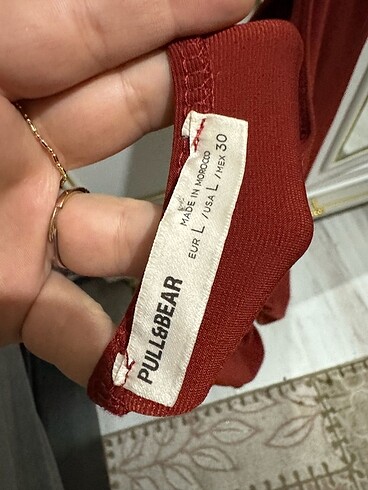 PULL&BEAR
MADE IN MOROCCO
EUR L /USA L /MEX 30